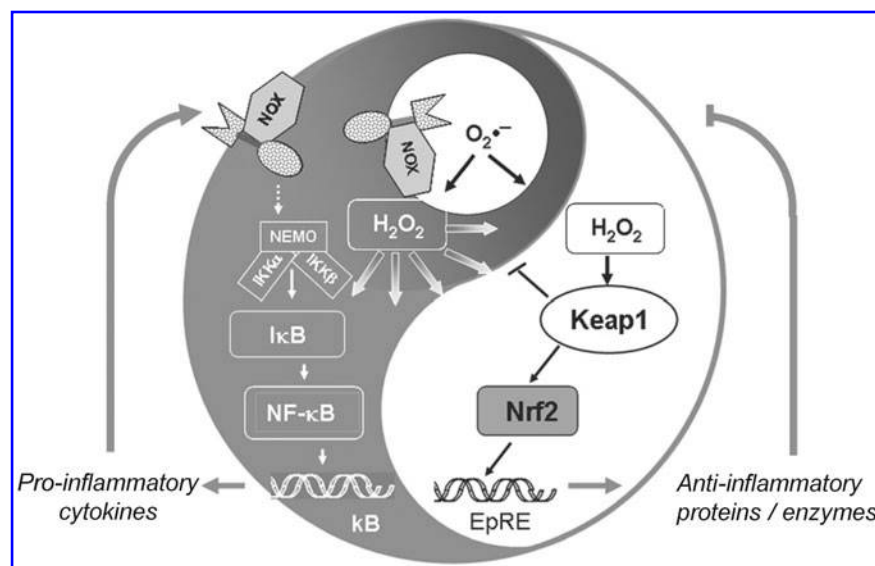 NOX
NOX
O₂•−
NEMO
IKKα
IKKβ
H₂O₂
H₂O₂
IκB
Keap1
NF-κB
Nrf2
Pro-inflammatory
cytokines
kB
EpRE
Anti-inflammatory
proteins / enzymes